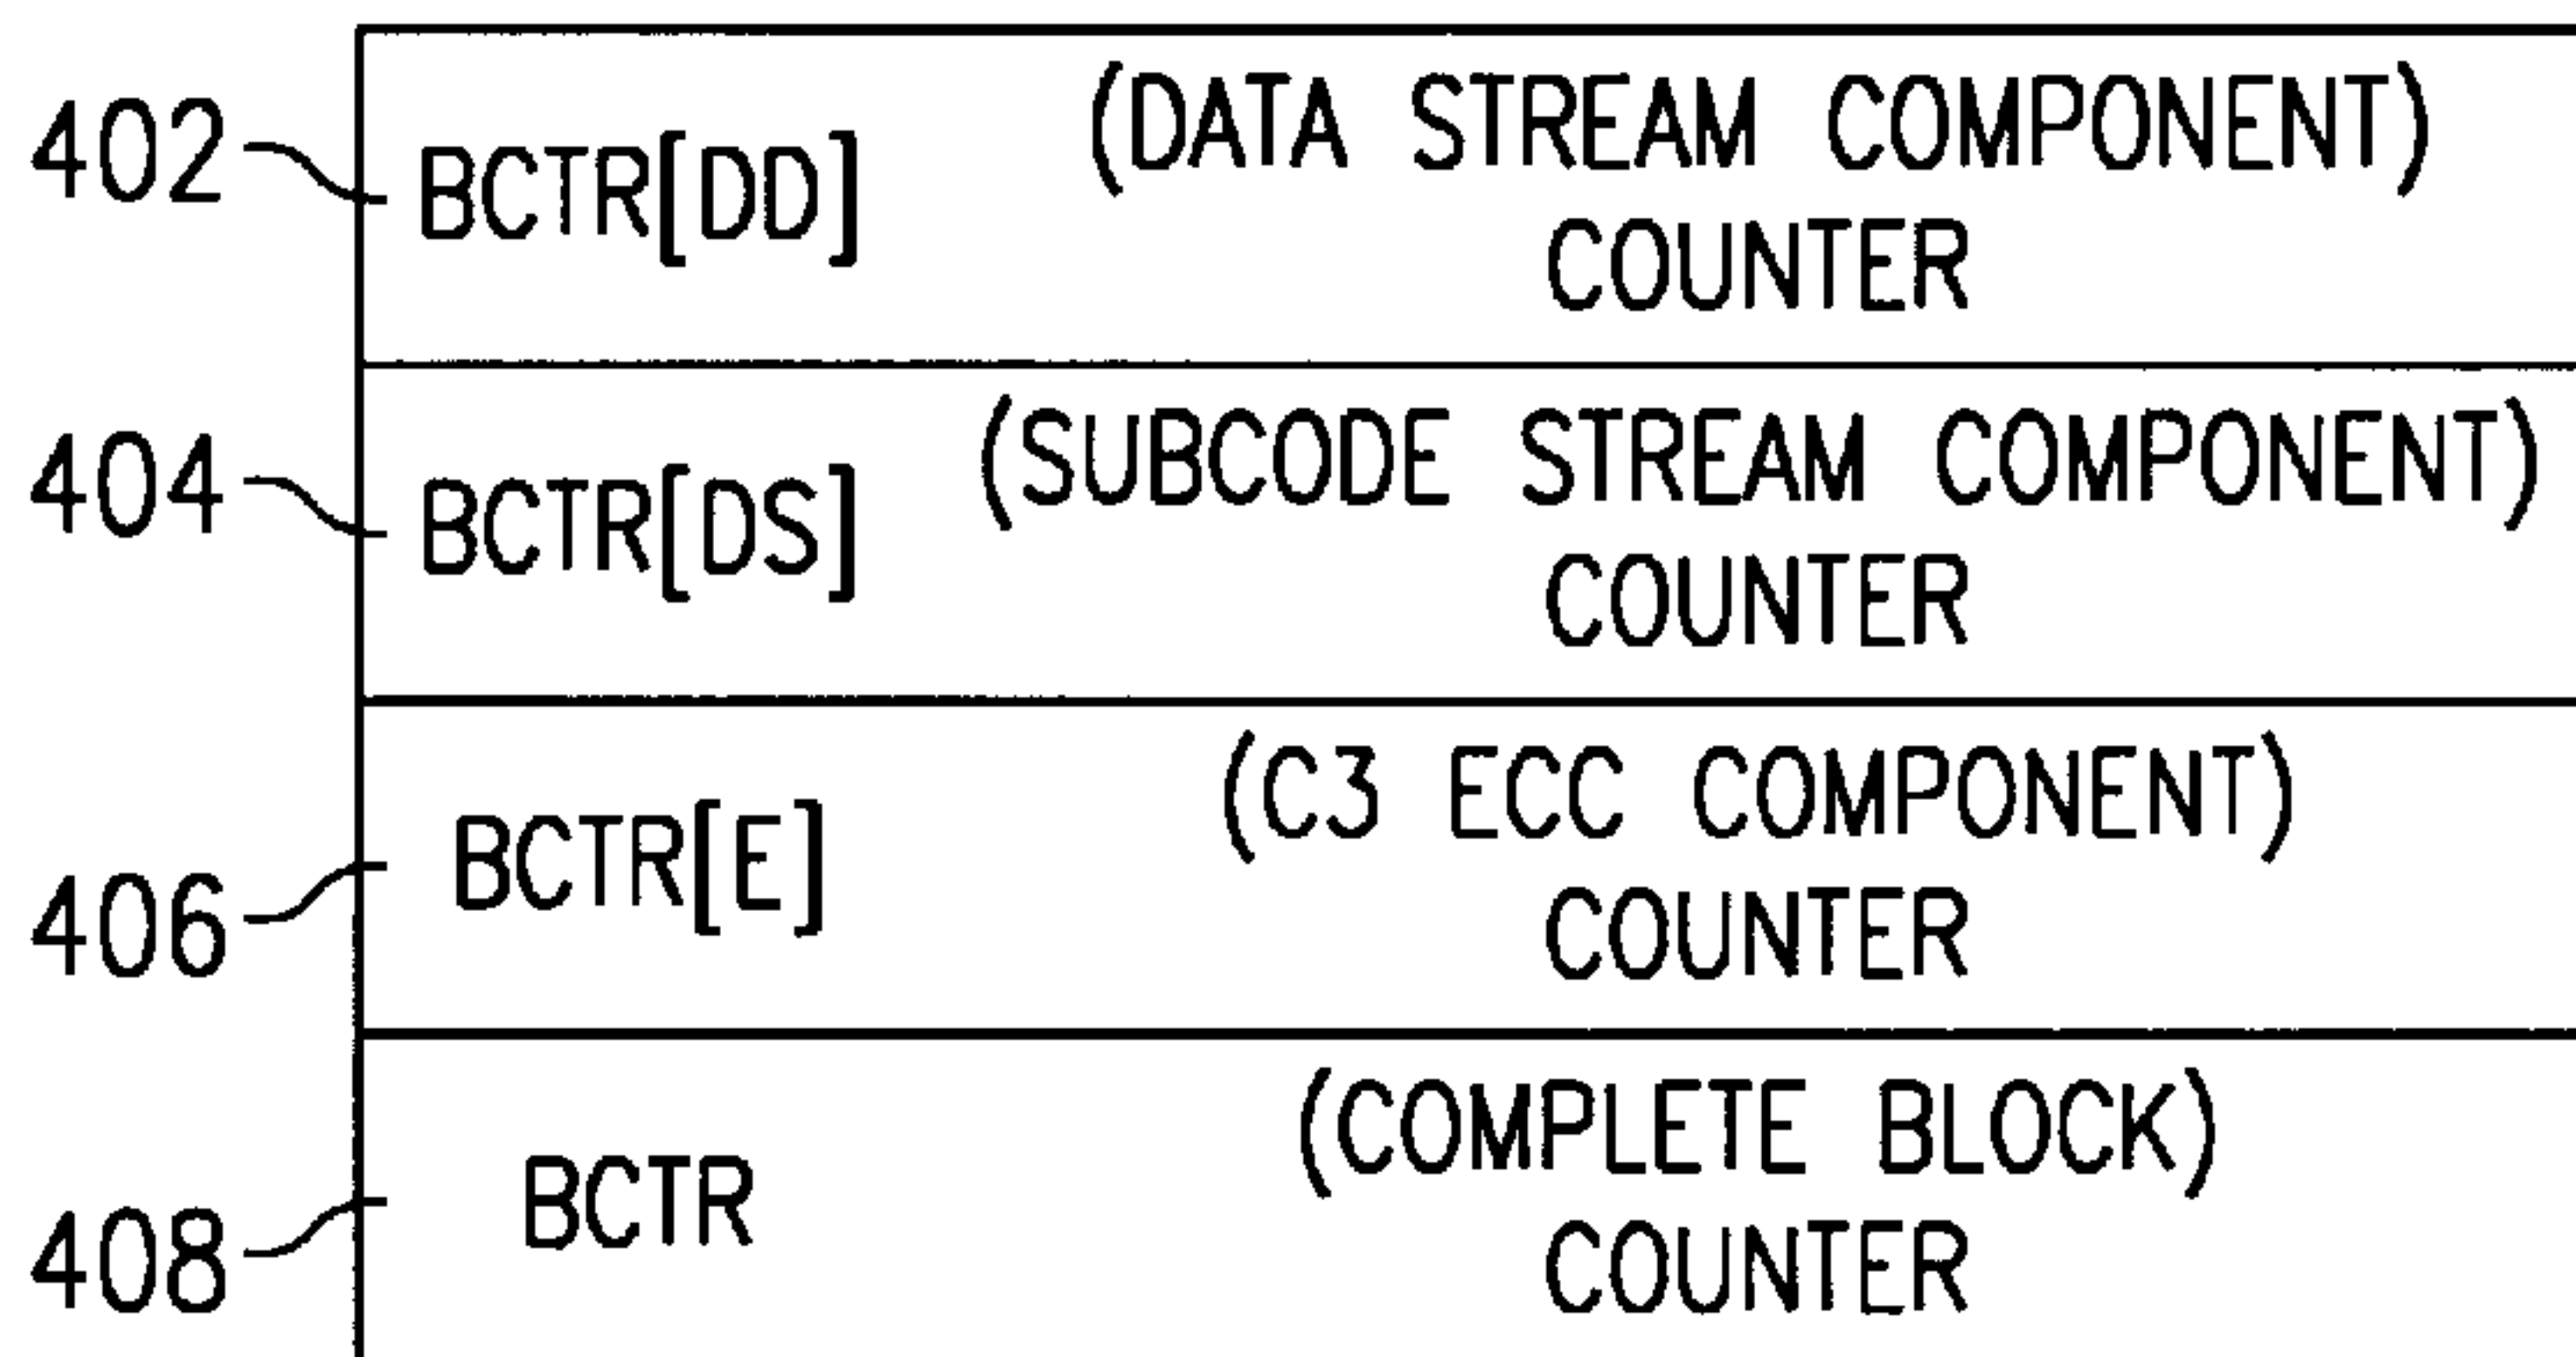 402 BCTR[DD] (DATA STREAM COMPONENT)
COUNTER
404 BCTR[DS] (SUBCODE STREAM COMPONENT)
COUNTER
406 BCTR[E] (C3 ECC COMPONENT)
COUNTER
408 BCTR (COMPLETE BLOCK)
COUNTER